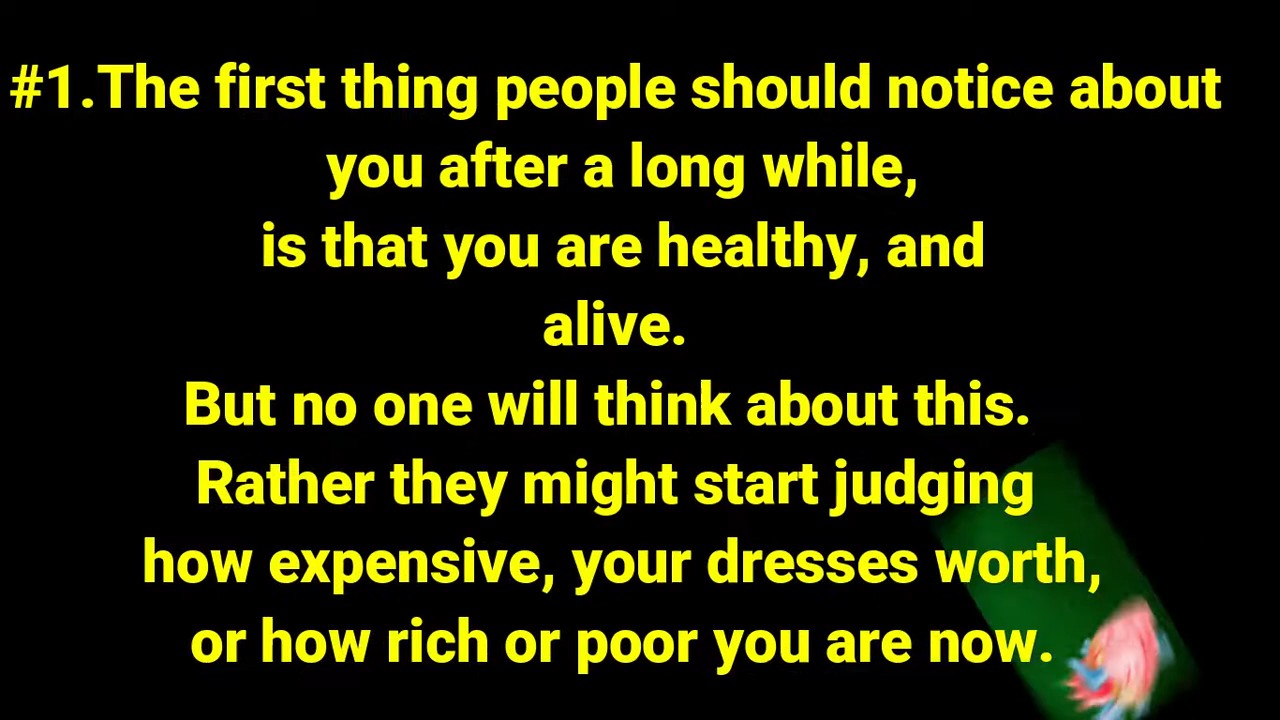 #1.The first thing people should notice about
you after a long while,
is that you are healthy, and
alive.
But no one will think about this.
Rather they might start judging
how expensive, your dresses worth,
or how rich or poor you are now.